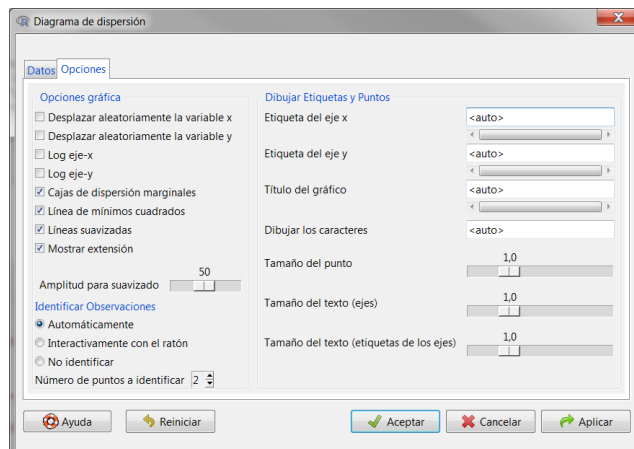 Diagrama de dispersión
Datos Opciones
Opciones gráfica
Desplazar aleatoriamente la variable x
Desplazar aleatoriamente la variable y
Log eje-x
Log eje-y
Cajas de dispersión marginales
Línea de mínimos cuadrados
Líneas suavizadas
Mostrar extensión
50
Amplitud para suavizado
Identificar Observaciones
Automáticamente
Interactivamente con el ratón
No identificar
Número de puntos a identificar 2
Dibujar Etiquetas y Puntos
Etiqueta del eje x <auto>
Etiqueta del eje y <auto>
Título del gráfico <auto>
Dibujar los caracteres <auto>
1,0
Tamaño del punto
1,0
Tamaño del texto (ejes)
1,0
Tamaño del texto (etiquetas de los ejes)
Ayuda Reiniciar Aceptar Cancelar Aplicar